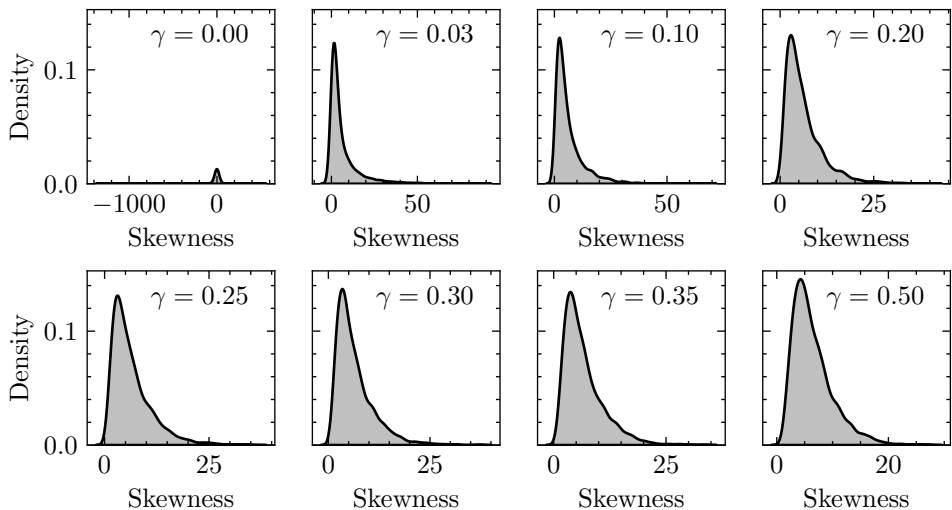 γ = 0.00 γ = 0.03 γ = 0.10 γ = 0.20
Density
0.1
0.0
−1000 0 0 50 0 50 0 25
Skewness Skewness Skewness Skewness
γ = 0.25 γ = 0.30 γ = 0.35 γ = 0.50
Density
0.1
0.0
0 25 0 25 0 25 0 20
Skewness Skewness Skewness Skewness